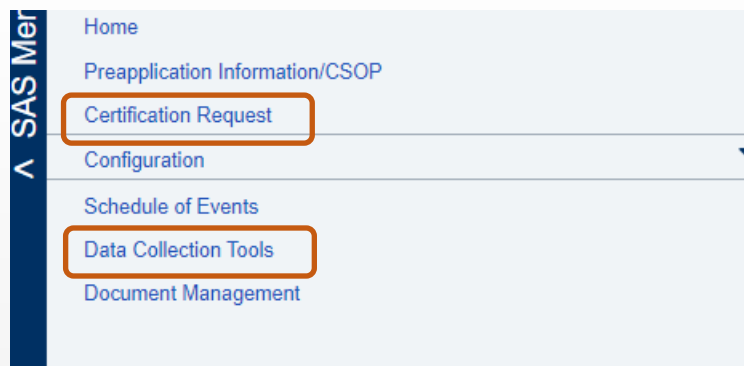 < SAS Mer
Home
Preapplication Information/CSOP
Certification Request
Configuration
Schedule of Events
Data Collection Tools
Document Management